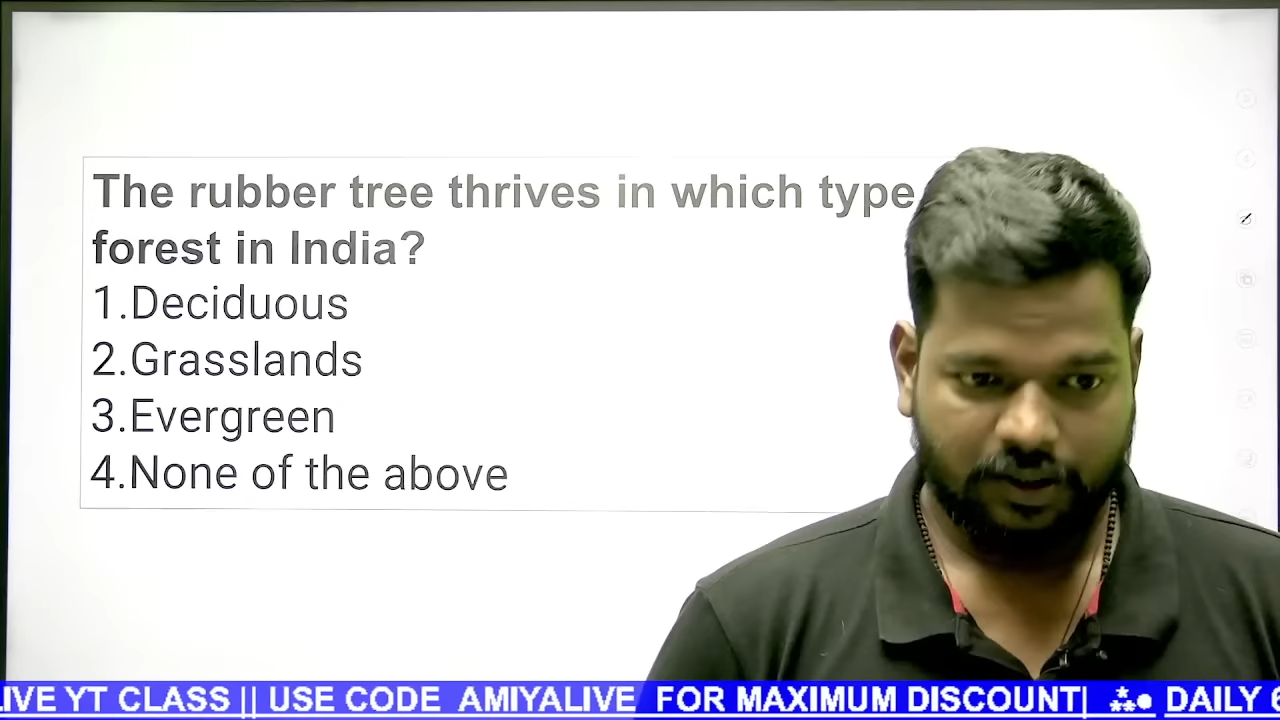 The rubber tree thrives in which type
forest in India?
1.Deciduous
2.Grasslands
3.Evergreen
4.None of the above
IVE YT CLASS || USE CODE AMIYALIVE FOR MAXIMUM DISCOUNT| ⁂● DAILY 6